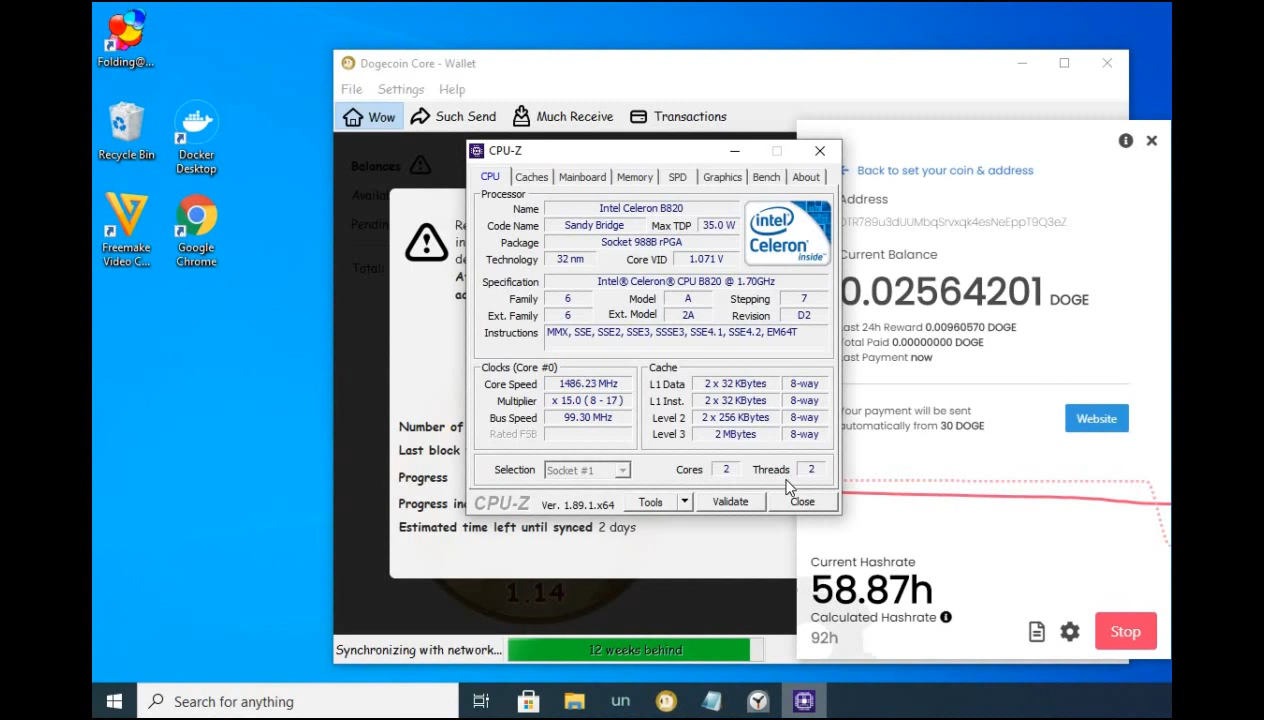 Folding@...
Recycle Bin
Docker
Desktop
Freemake
Video C...
Google
Chrome
Dogecoin Core - Wallet
File Settings Help
Wow Such Send Much Receive Transactions
Balances
Availa
Pendin
Total:
Number of
Last block
Progress
Progress in
Estimated time left until synced 2 days
1.14
Synchronizing with network...
12 weeks behind
CPU-Z
CPU Caches Mainboard Memory SPD Graphics Bench About
Processor
Name Intel Celeron B820
Code Name Sandy Bridge Max TDP 35.0 W
Package Socket 988B rPGA
Technology 32 nm Core VID 1.071 V
intel
Celeron
inside
Specification Intel® Celeron® CPU B820 @ 1.70GHz
Family 6 Model A Stepping 7
Ext. Family 6 Ext. Model 2A Revision D2
Instructions MMX, SSE, SSE2, SSE3, SSSE3, SSE4.1, SSE4.2, EM64T
Clocks (Core #0)
Core Speed 1486.23 MHz
Multiplier x 15.0 ( 8 - 17 )
Bus Speed 99.30 MHz
Rated FSB
Cache
L1 Data 2 x 32 KBytes 8-way
L1 Inst. 2 x 32 KBytes 8-way
Level 2 2 x 256 KBytes 8-way
Level 3 2 MBytes 8-way
Selection Socket #1 Cores 2 Threads 2
CPU-Z Ver. 1.89.1.x64 Tools Validate Close
Back to set your coin & address
Address
Current Balance
0.02564201 DOGE
Last 24h Reward 0.00960570 DOGE
Total Paid 0.00000000 DOGE
Last Payment now
Your payment will be sent
automatically from 30 DOGE
Website
Current Hashrate
58.87h
Calculated Hashrate
92h
Stop
Search for anything
un